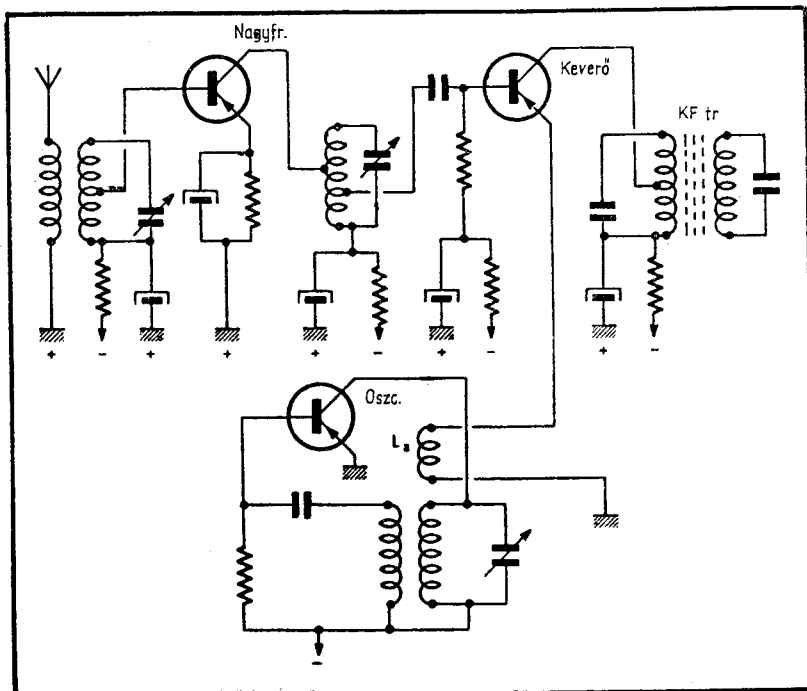 Nagyfr.
Keverő
KF tr
+ - + + + - + - + -
Oszc.
L₃
-